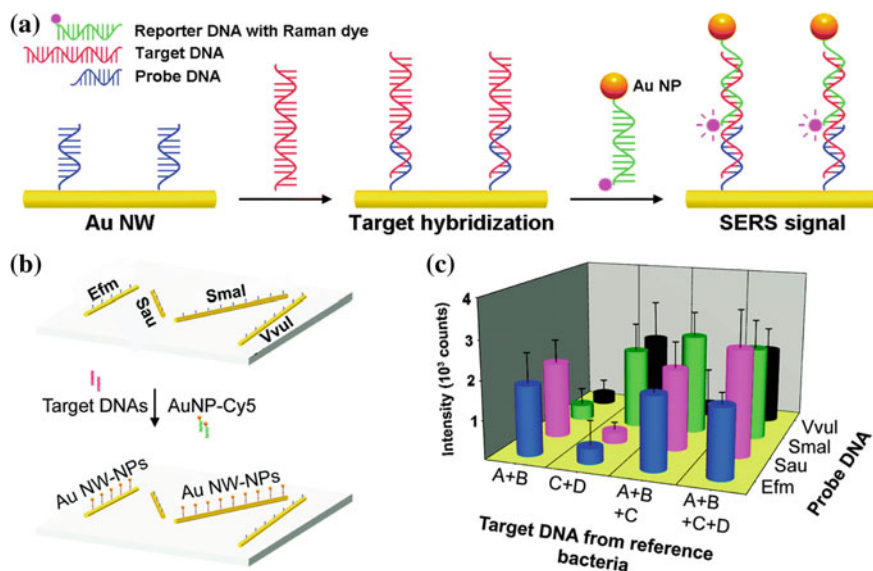 (a)
Reporter DNA with Raman dye
Target DNA
Probe DNA
Au NP
Au NW
Target hybridization
SERS signal
(b)
Efm
Sau
Smal
Vvul
Target DNAs
AuNP-Cy5
Au NW-NPs
Au NW-NPs
(c)
Intensity (10³ counts)
4
3
2
1
A+B
C+D
A+B
+C
A+B
+C+D
Vvul
Smal
Sau
Efm
Probe DNA
Target DNA from reference
bacteria